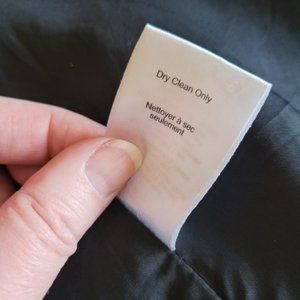 Dry Clean Only
Nettoyer à sec
seulement